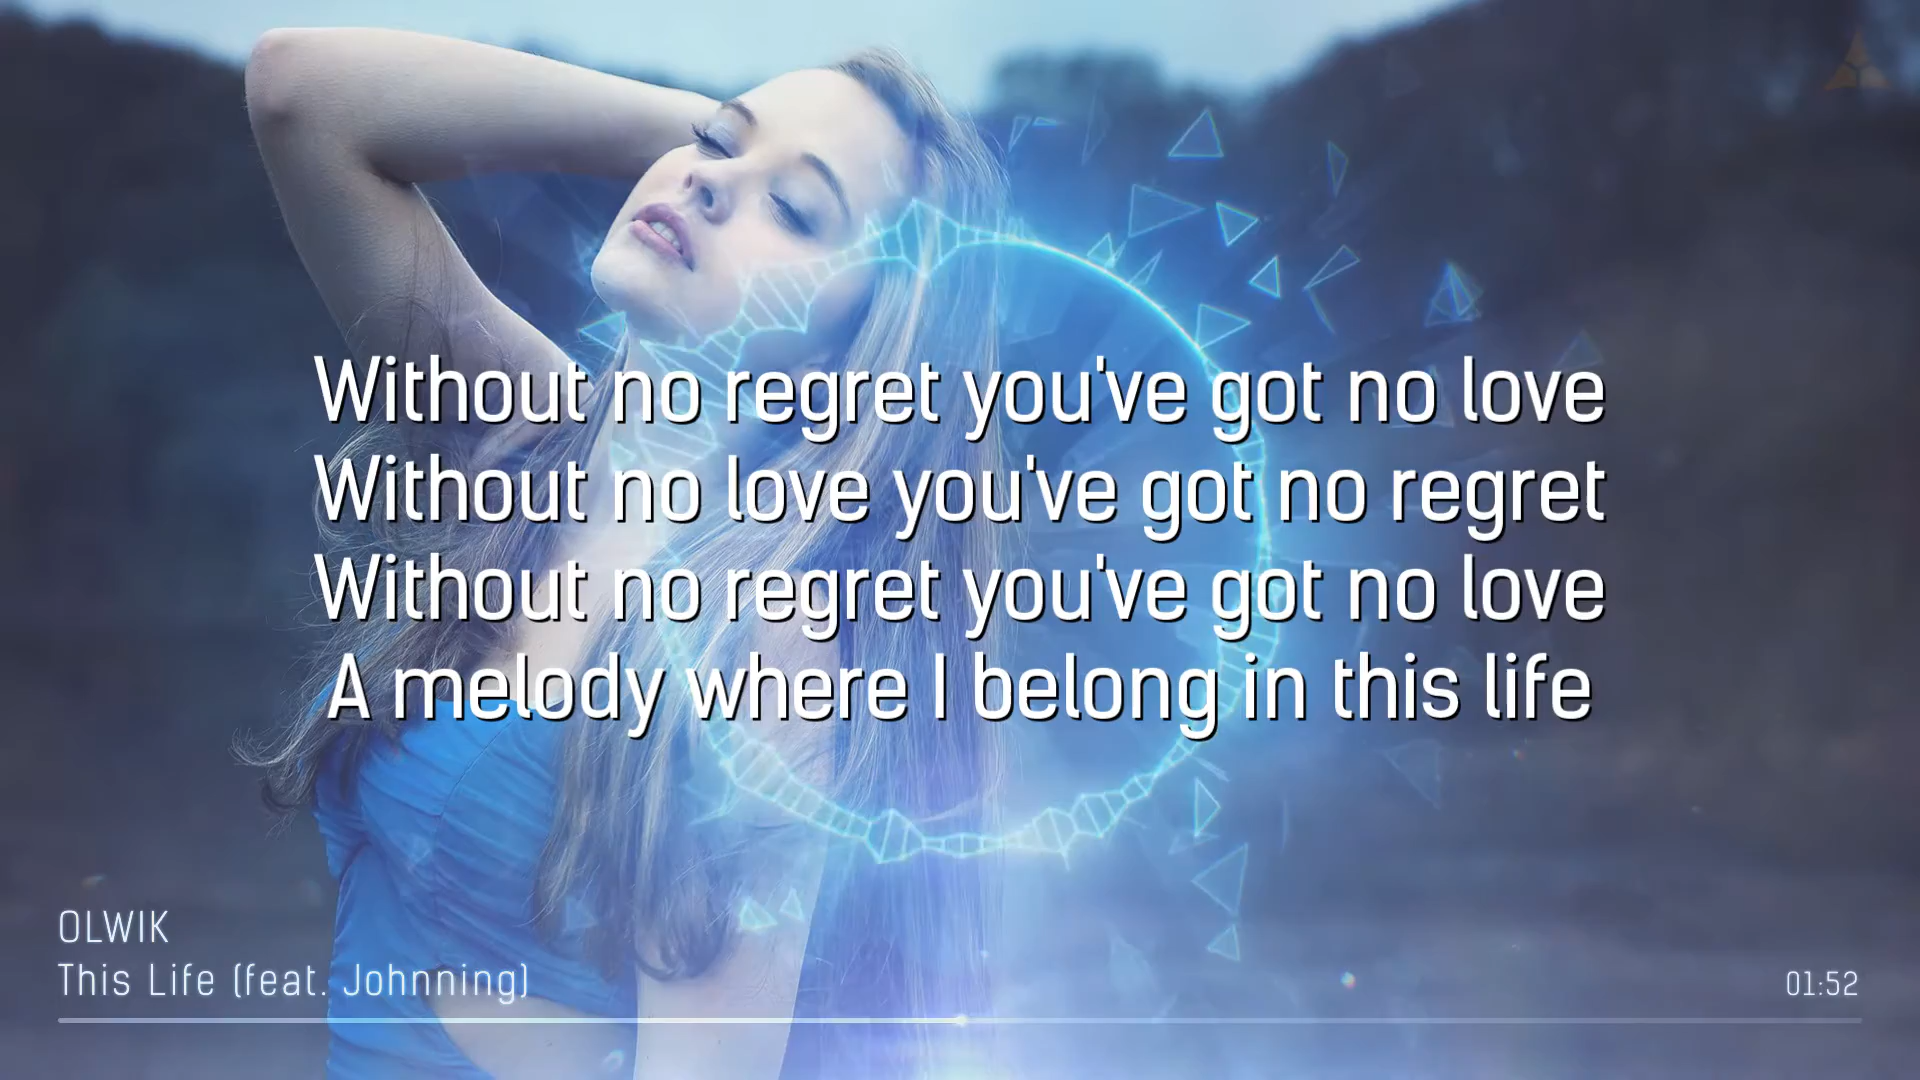 Without no regret you've got no love
Without no love you've got no regret
Without no regret you've got no love
A melody where I belong in this life
OLWIK
This Life (feat. Johnning)
01:52